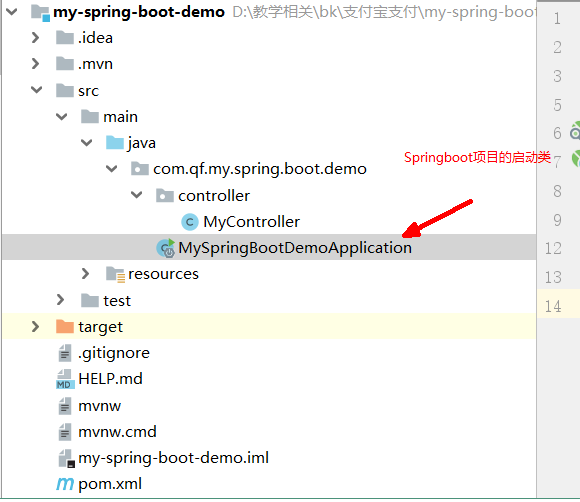 my-spring-boot-demo D:\教学相关\bk\支付宝支付\my-spring-boot
1
.idea
2
.mvn
3
src
5
main
6
java
Springboot项目的启动类
7
com.qf.my.spring.boot.demo
8
controller
9
MyController
12
MySpringBootDemoApplication
13
resources
14
test
target
.gitignore
MD HELP.md
mvnw
mvnw.cmd
my-spring-boot-demo.iml
m pom.xml